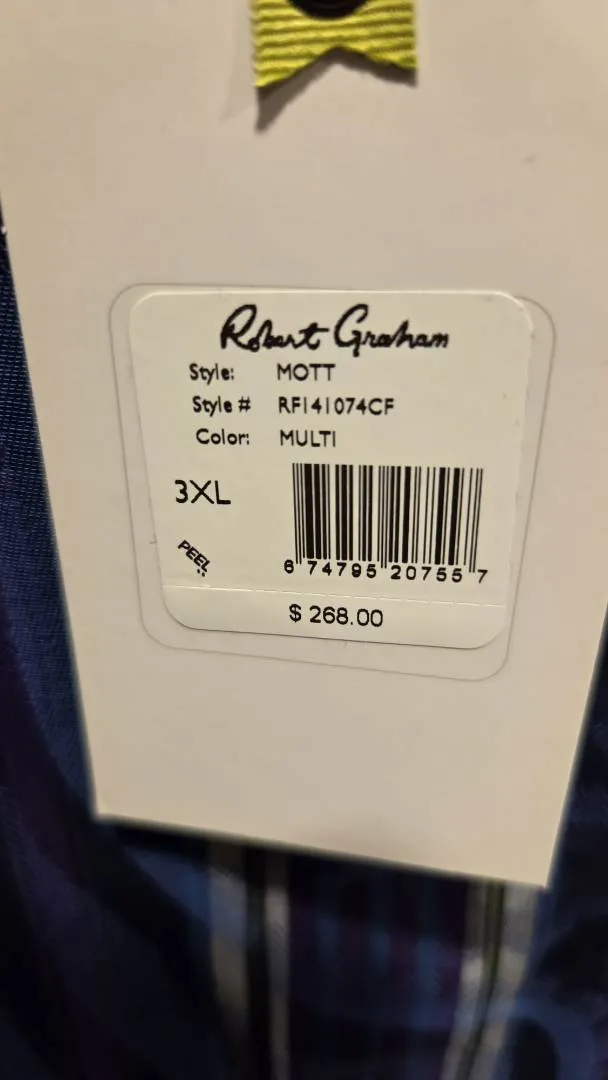 Robert Graham
Style: MOTT
Style # RF141074CF
Color: MULTI
3XL
PEEL
6 74795 20755 7
$ 268.00